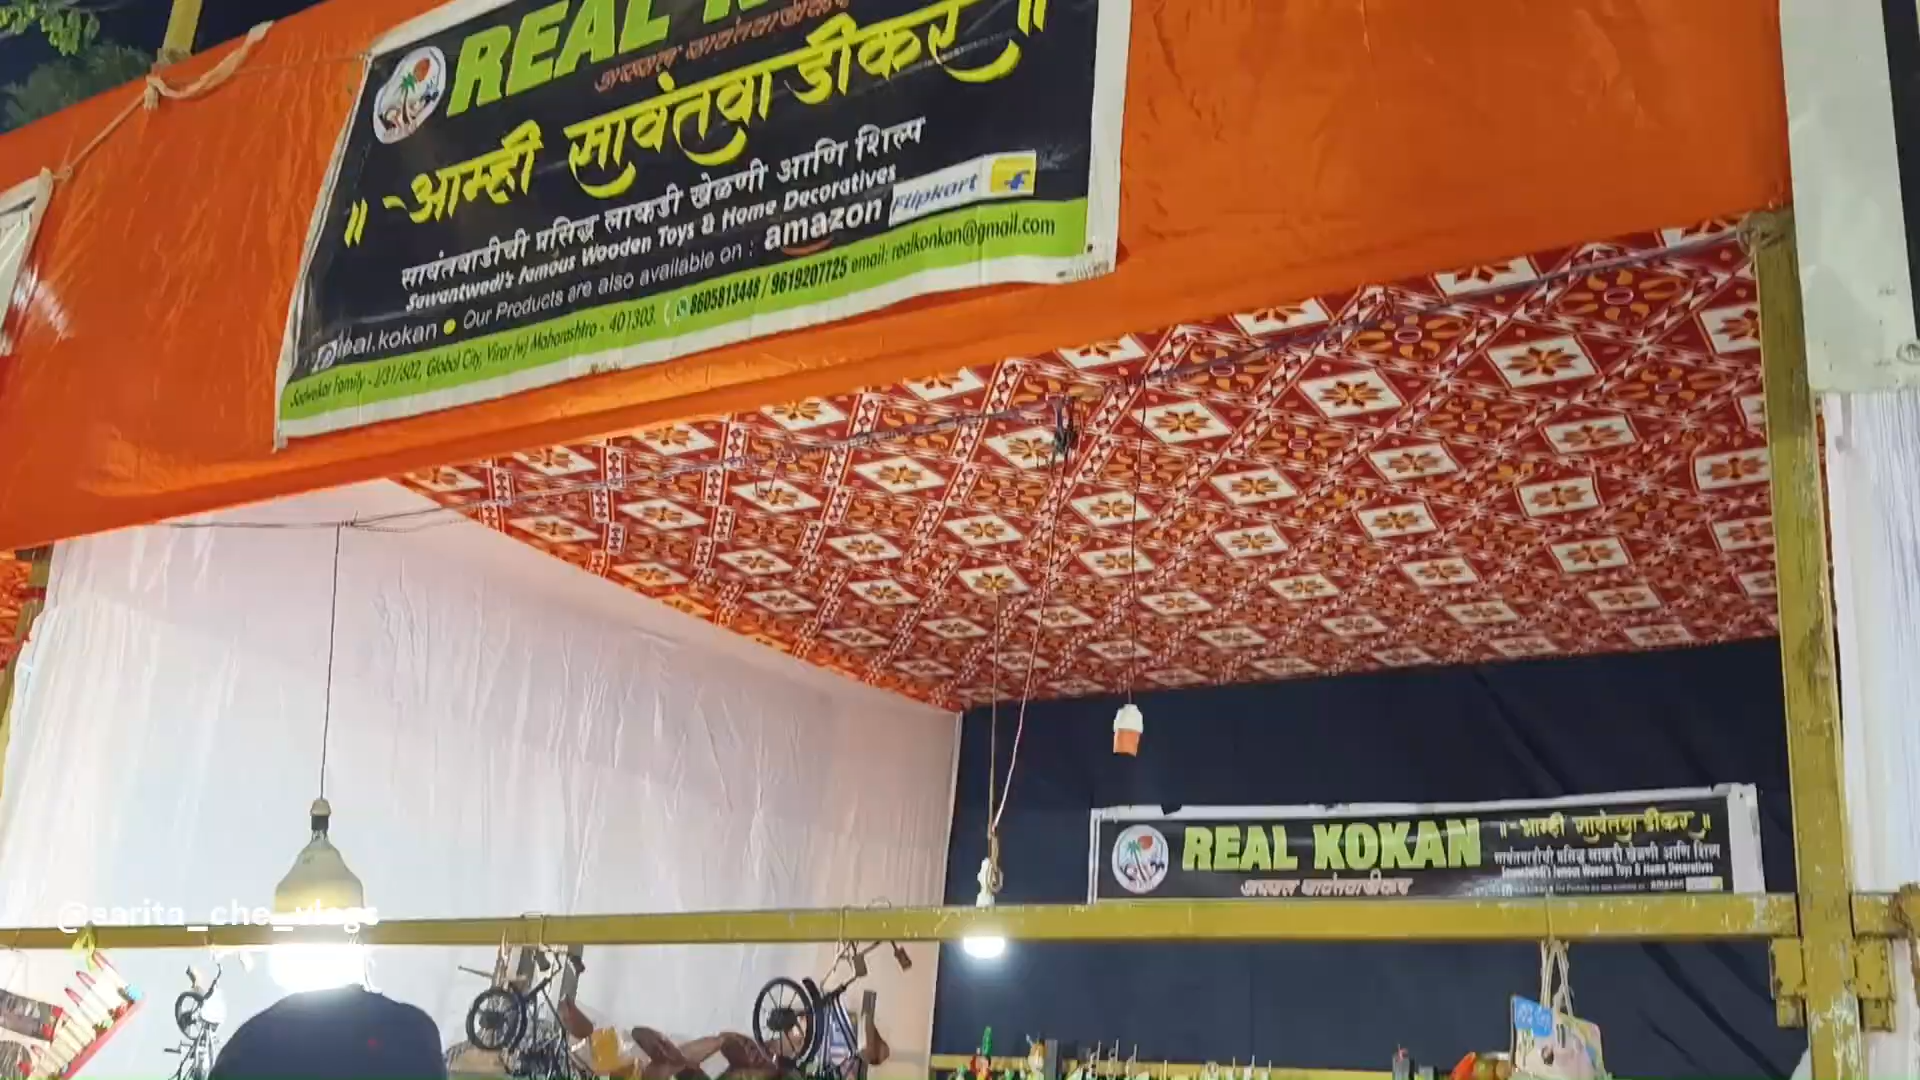 REAL
॥ आम्ही सावंतवाडीकर ॥
सावंतवाडीची प्रसिद्ध लाकडी खेळणी आणि शिल्प
Sawantwadi's Famous Wooden Toys & Home Decoratives
real.kokan • Our Products are also available on : amazon Flipkart
Global City, Virar (w) Maharashtra - 401303. 8605813448 / 9619207725 email: realkonkan@gmail.com
REAL KOKAN
॥ आम्ही सावंतवाडीकर ॥
सावंतवाडीची प्रसिद्ध लाकडी खेळणी आणि शिल्प
Sawantwadi's Famous Wooden Toys & Home Decoratives
@sarita_che_vlogs